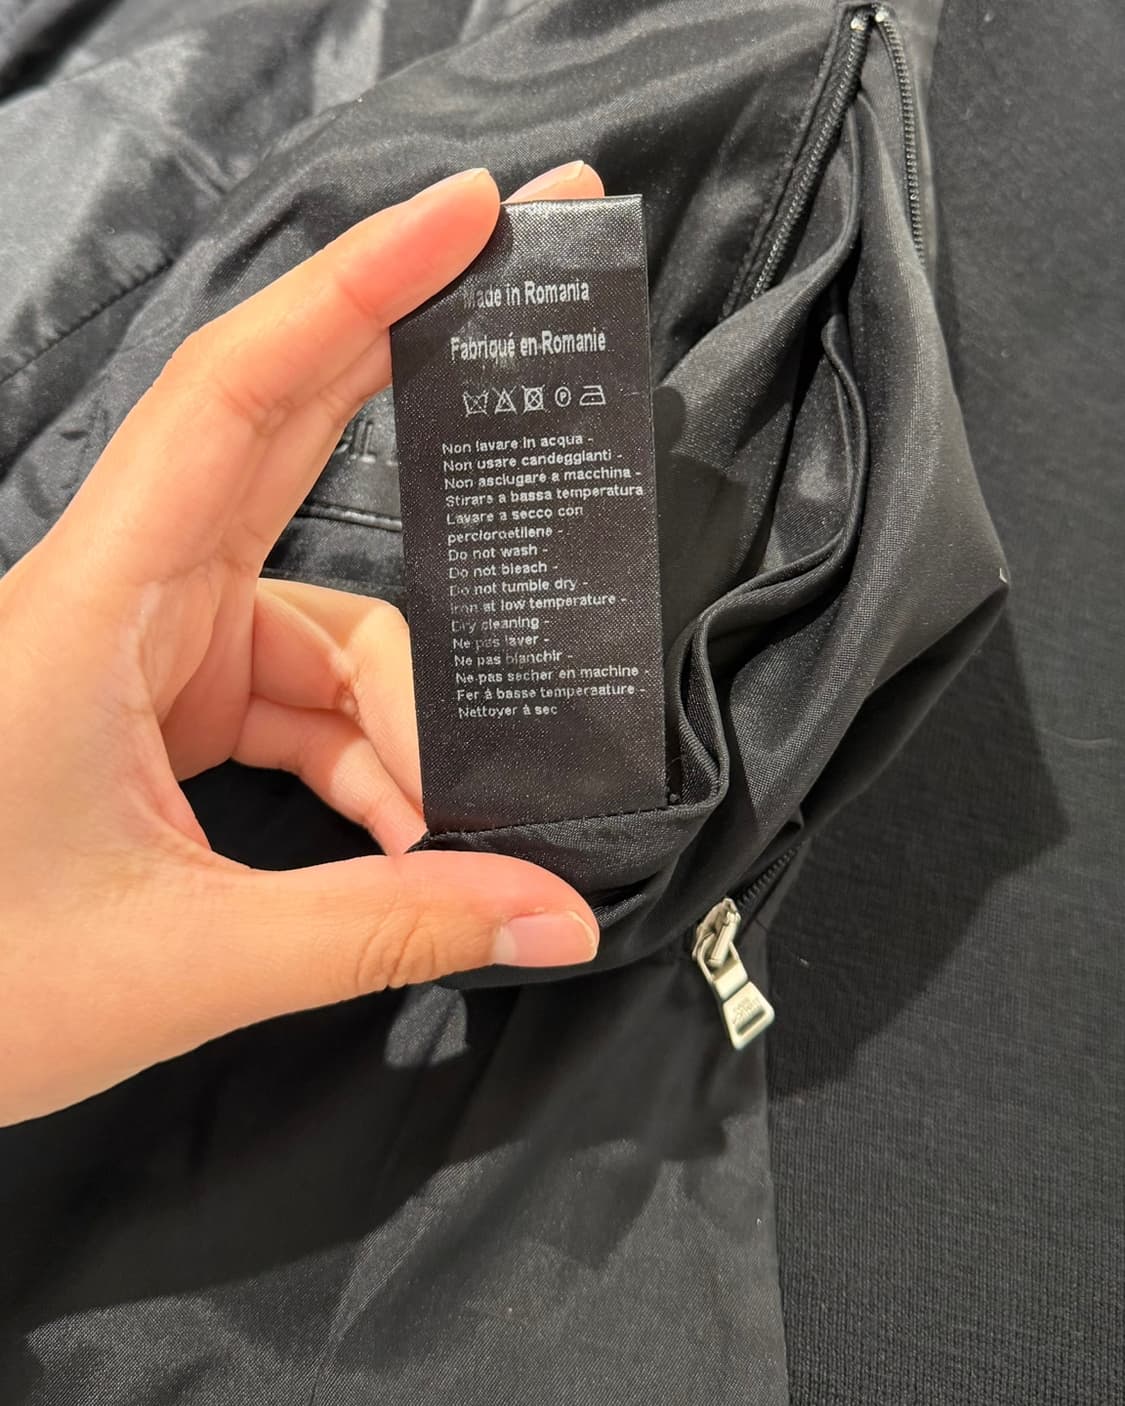 Made in Romania
Fabriqué en Romanie
Non lavare in acqua -
Non usare candeggianti -
Non asciugare a macchina -
Stirare a bassa temperatura
Lavare a secco con
percloroetilene -
Do not wash -
Do not bleach -
Do not tumble dry -
Iron at low temperature -
Dry cleaning -
Ne pas laver -
Ne pas blanchir -
Ne pas secher en machine -
Fer à basse temperaature -
Nettoyer à sec